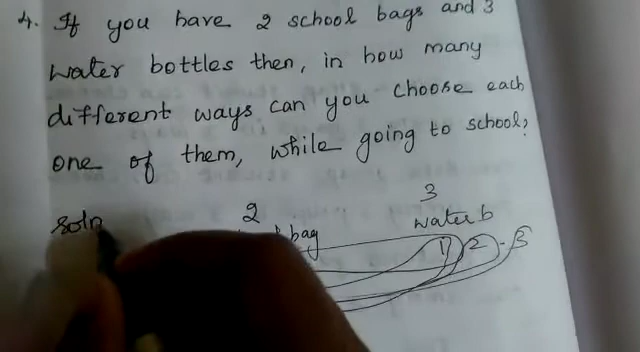 4. If you have 2 school bags and 3
water bottles then, in how many
different ways can you choose each
one of them, while going to school?
3
Soln 2 water b
bag 1) 2 3